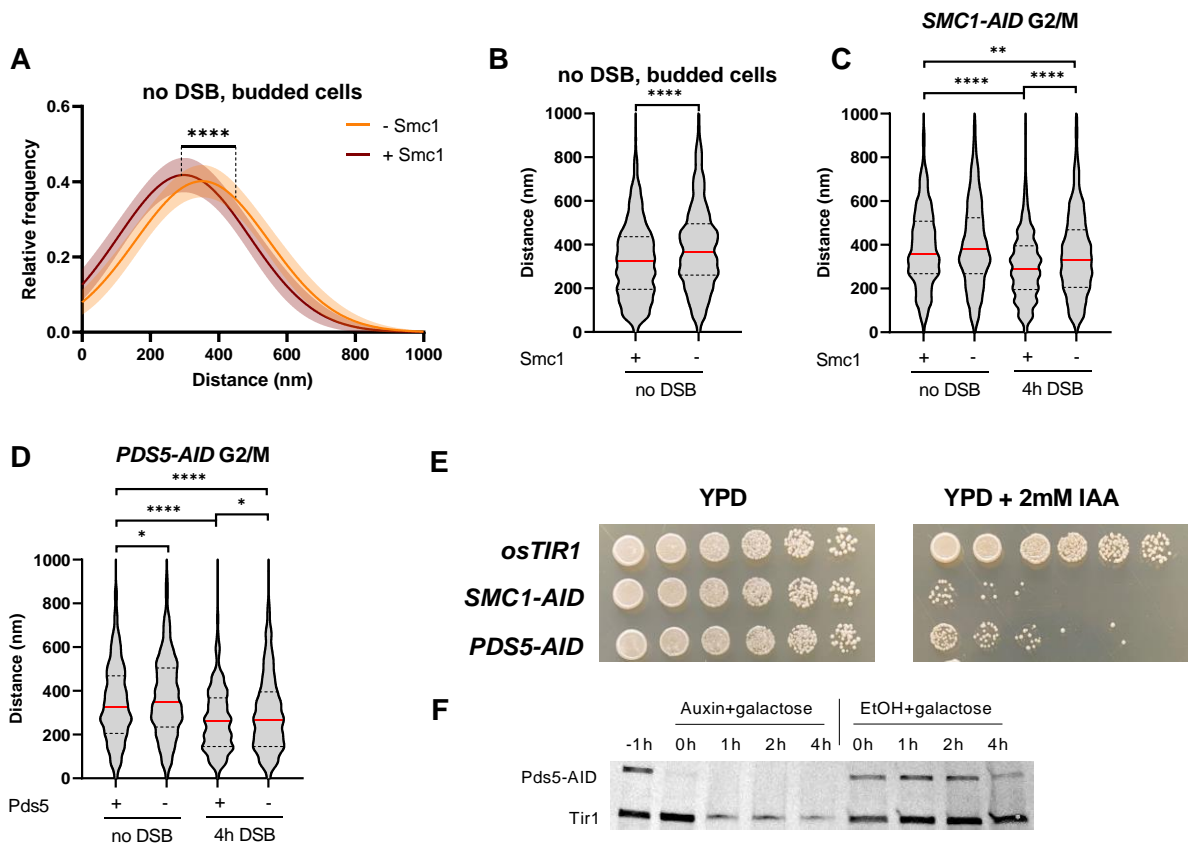 A
no DSB, budded cells
Relative frequency
0.6
0.4
0.2
0.0
****
- Smc1
+ Smc1
0 200 400 600 800 1000
Distance (nm)
B
no DSB, budded cells
****
Distance (nm)
1000
800
600
400
200
0
Smc1 + -
no DSB
C
SMC1-AID G2/M
**
**** ****
Distance (nm)
1000
800
600
400
200
0
Smc1 + - + -
no DSB 4h DSB
D
PDS5-AID G2/M
****
**** *
*
Distance (nm)
1000
800
600
400
200
0
Pds5 + - + -
no DSB 4h DSB
E
YPD YPD + 2mM IAA
osTIR1
SMC1-AID
PDS5-AID
F
Auxin+galactose EtOH+galactose
-1h 0h 1h 2h 4h 0h 1h 2h 4h
Pds5-AID
Tir1